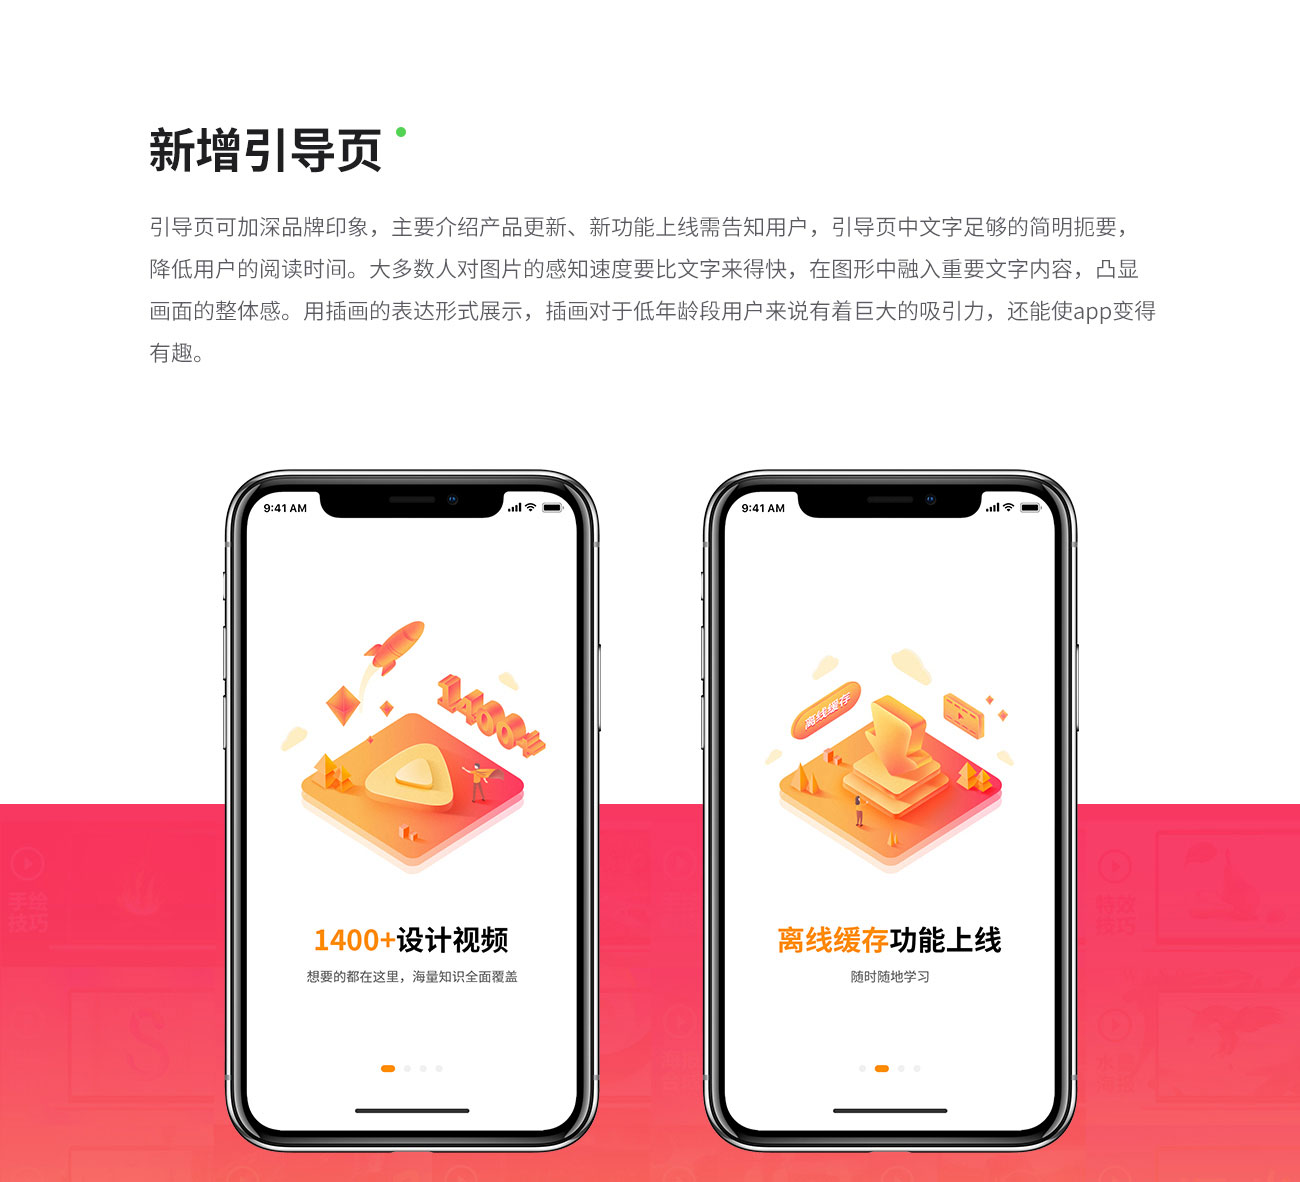 新增引导页
引导页可加深品牌印象，主要介绍产品更新、新功能上线需告知用户，引导页中文字足够的简明扼要，
降低用户的阅读时间。大多数人对图片的感知速度要比文字来得快，在图形中融入重要文字内容，凸显
画面的整体感。用插画的表达形式展示，插画对于低年龄段用户来说有着巨大的吸引力，还能使app变得
有趣。
9:41 AM
1400+
1400+设计视频
想要的都在这里，海量知识全面覆盖
9:41 AM
离线缓存
离线缓存功能上线
随时随地学习
手绘
技巧
特效
技巧
S